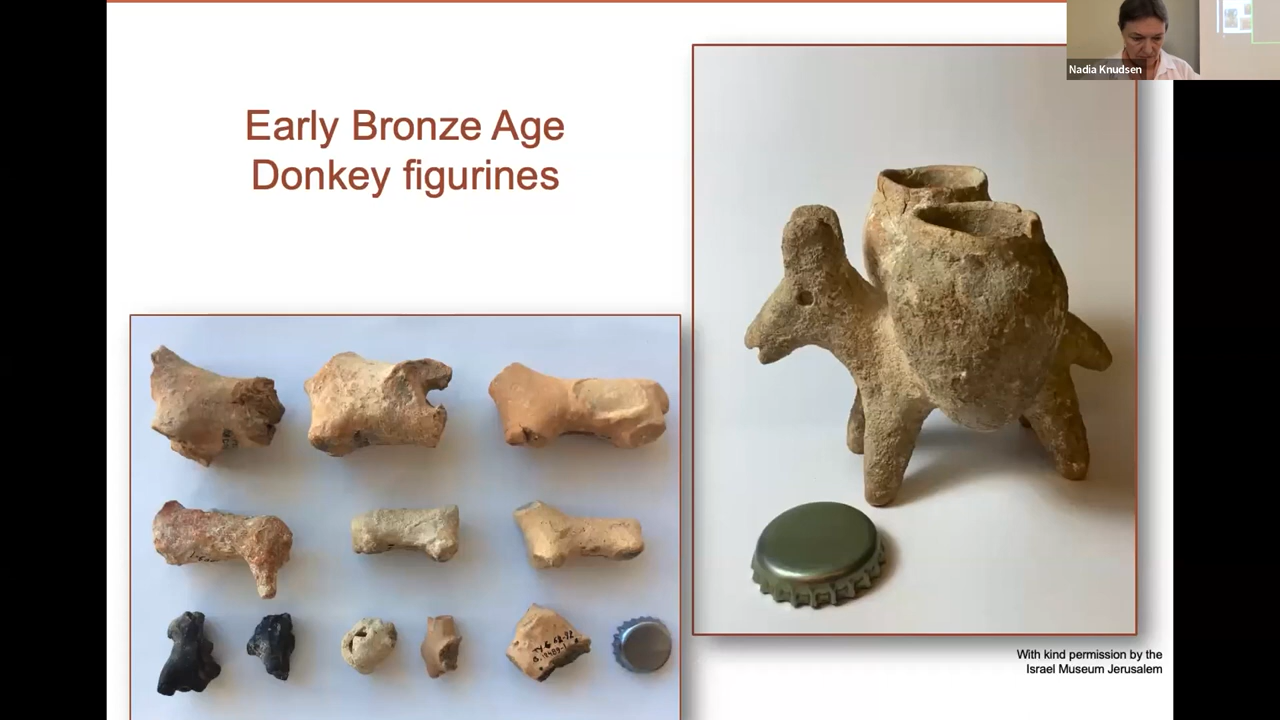 Nadia Knudsen
Early Bronze Age
Donkey figurines
With kind permission by the
Israel Museum Jerusalem